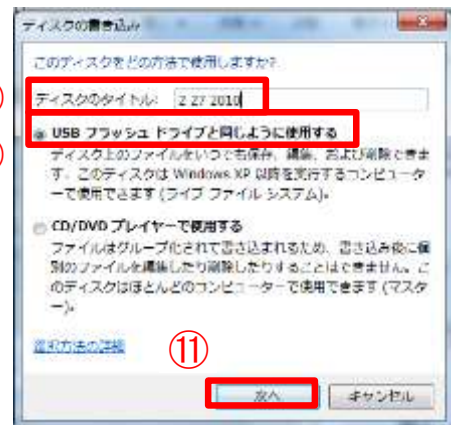 ディスクの書き込み
このディスクをどの方法で使用しますか?
ディスクのタイトル: 2 27 2010
USB フラッシュ ドライブと同じように使用する
ディスク上のファイルをいつでも保存、編集、および削除できま
す。このディスクは Windows XP 以降を実行するコンピュータ
ーで使用できます (ライブ ファイル システム)。
CD/DVD プレイヤーで使用する
ファイルはグループ化されて書き込まれるため、書き込み後に個
別のファイルを編集したり削除したりすることはできません。こ
のディスクはほとんどのコンピューターで使用できます (マスタ
ー)。
選択方法の詳細
⑪
次へ キャンセル